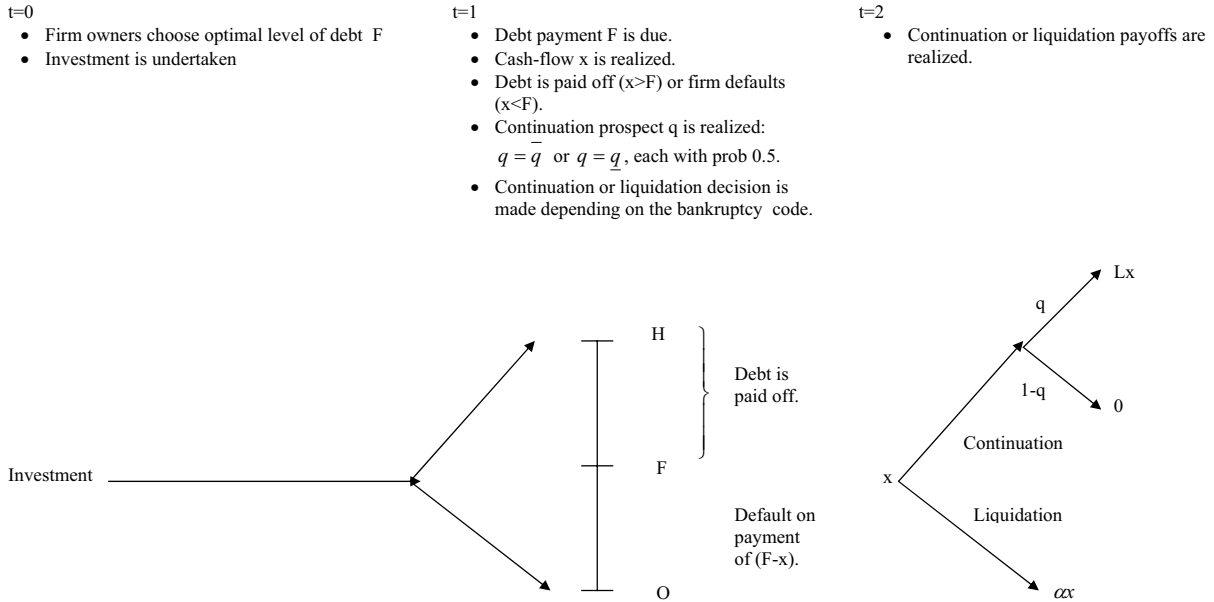 t=0
• Firm owners choose optimal level of debt F
• Investment is undertaken
t=1
• Debt payment F is due.
• Cash-flow x is realized.
• Debt is paid off (x>F) or firm defaults
(x<F).
• Continuation prospect q is realized:
q = q̅ or q = q̲, each with prob 0.5.
• Continuation or liquidation decision is
made depending on the bankruptcy code.
t=2
• Continuation or liquidation payoffs are
realized.
Investment
H
F
O
Debt is
paid off.
Default on
payment
of (F-x).
Lx
q
1-q
0
Continuation
x
Liquidation
αx